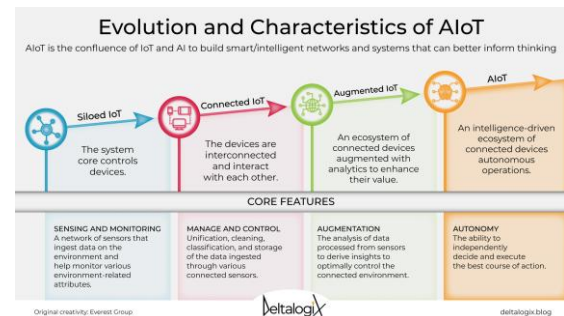 Evolution and Characteristics of AIoT
AIoT is the confluence of IoT and AI to build smart/intelligent networks and systems that can better inform thinking
Siloed IoT
The system
core controls
devices.
Connected IoT
The devices are
interconnected
and interact
with each other.
Augmented IoT
An ecosystem of
connected devices
augmented with
analytics to enhance
their value.
AIoT
An intelligence-driven
ecosystem of
connected devices
autonomous
operations.
CORE FEATURES
SENSING AND MONITORING
A network of sensors that
ingest data on the
environment and
help monitor various
environment-related
attributes.
MANAGE AND CONTROL
Unification, cleaning,
classification, and storage
of the data ingested
through various
connected sensors.
AUGMENTATION
The analysis of data
processed from sensors
to derive insights to
optimally control the
connected environment.
AUTONOMY
The ability to
independently
decide and execute
the best course of action.
Original creativity: Everest Group
DeltalogiX
deltalogix.blog